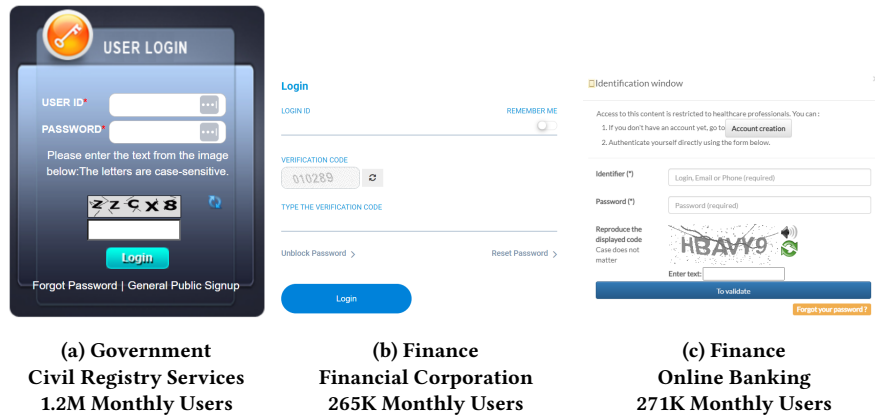 USER LOGIN
USER ID*
PASSWORD*
Please enter the text from the image
below:The letters are case-sensitive.
zZCX8
Login
Forgot Password | General Public Signup
(a) Government
Civil Registry Services
1.2M Monthly Users
Login
LOGIN ID
REMEMBER ME
VERIFICATION CODE
010289
TYPE THE VERIFICATION CODE
Unblock Password >
Reset Password >
Login
(b) Finance
Financial Corporation
265K Monthly Users
Identification window
Access to this content is restricted to healthcare professionals. You can :
1. If you don't have an account yet, go to Account creation
2. Authenticate yourself directly using the form below.
Identifier (*)
Login, Email or Phone (required)
Password (*)
Password (required)
Reproduce the
displayed code
Case does not
matter
HBAVY9
Enter text:
To validate
Forgot your password ?
(c) Finance
Online Banking
271K Monthly Users